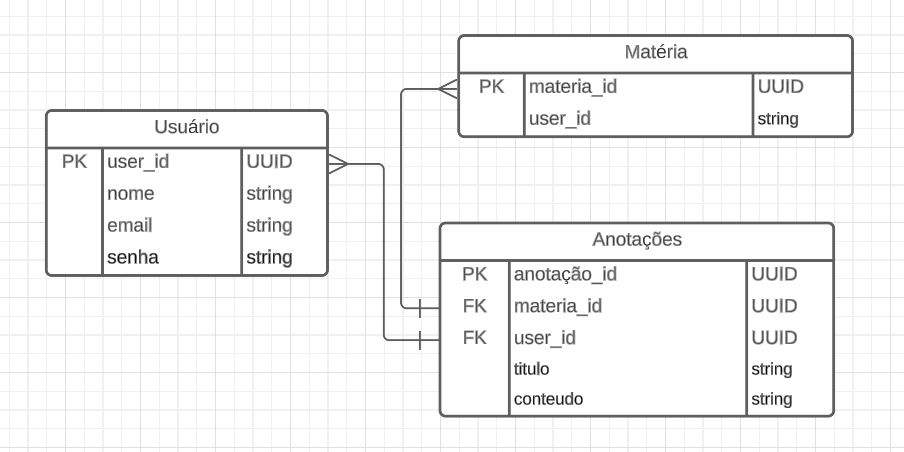 Matéria
PK materia_id UUID
user_id string
Usuário
PK user_id UUID
nome string
email string
senha string
Anotações
PK anotação_id UUID
FK materia_id UUID
FK user_id UUID
titulo string
conteudo string